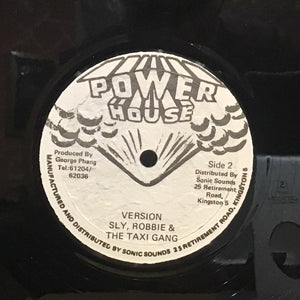 POWER
HOUSE
Produced By
George Phang
Tel:61204/
62036
Side 2
Distributed By
Sonic Sounds
25 Retirement
Road,
Kingston 5
VERSION
SLY, ROBBIE &
THE TAXI GANG
MANUFACTURED AND DISTRIBUTED BY SONIC SOUNDS 25 RETIREMENT ROAD, KINGSTON 5